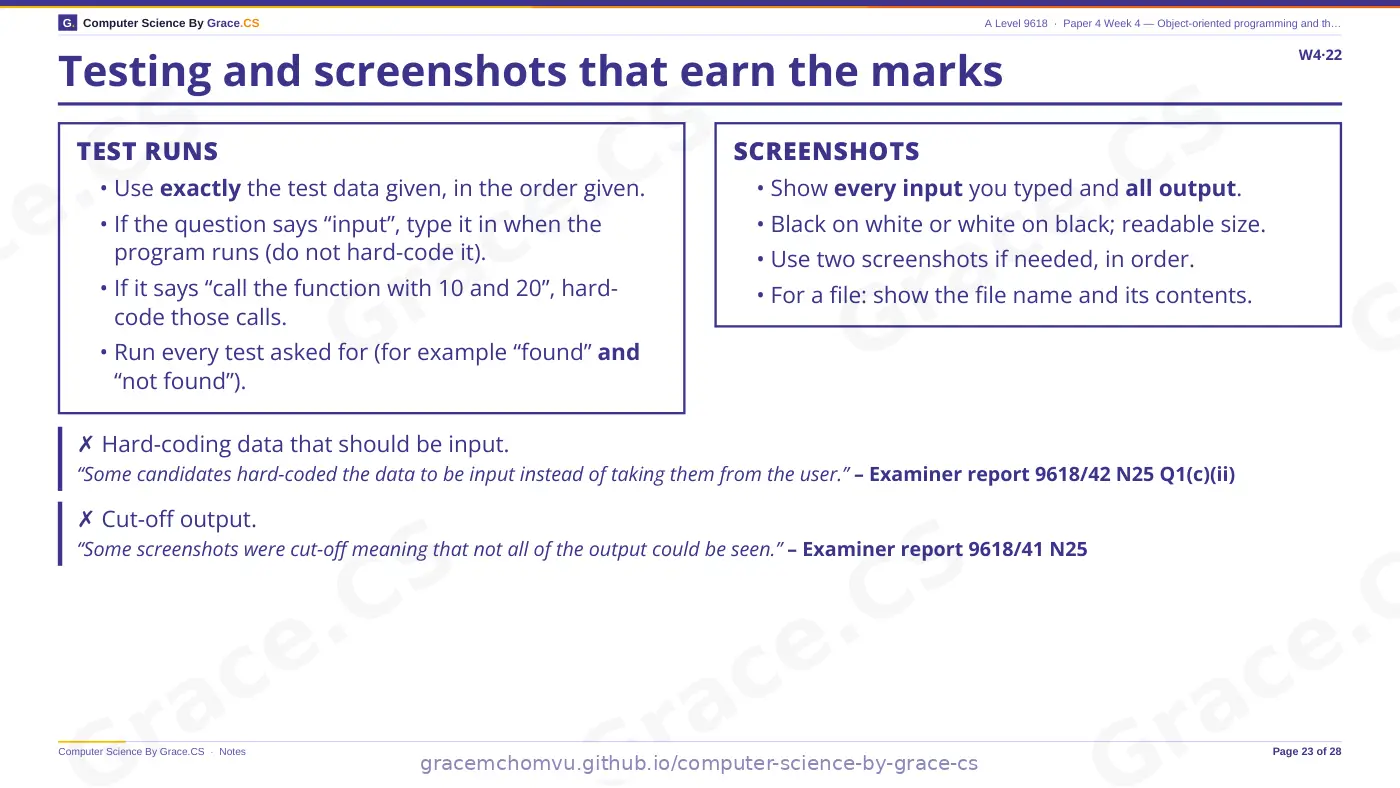 G. Computer Science By Grace.CS
A Level 9618 · Paper 4 Week 4 — Object-oriented programming and th…
Testing and screenshots that earn the marks
W4·22
TEST RUNS
• Use exactly the test data given, in the order given.
• If the question says “input”, type it in when the
program runs (do not hard-code it).
• If it says “call the function with 10 and 20”, hard-
code those calls.
• Run every test asked for (for example “found” and
“not found”).
SCREENSHOTS
• Show every input you typed and all output.
• Black on white or white on black; readable size.
• Use two screenshots if needed, in order.
• For a file: show the file name and its contents.
✗ Hard-coding data that should be input.
“Some candidates hard-coded the data to be input instead of taking them from the user.” – Examiner report 9618/42 N25 Q1(c)(ii)
✗ Cut-off output.
“Some screenshots were cut-off meaning that not all of the output could be seen.” – Examiner report 9618/41 N25
Computer Science By Grace.CS · Notes
Page 23 of 28
gracemchomvu.github.io/computer-science-by-grace-cs